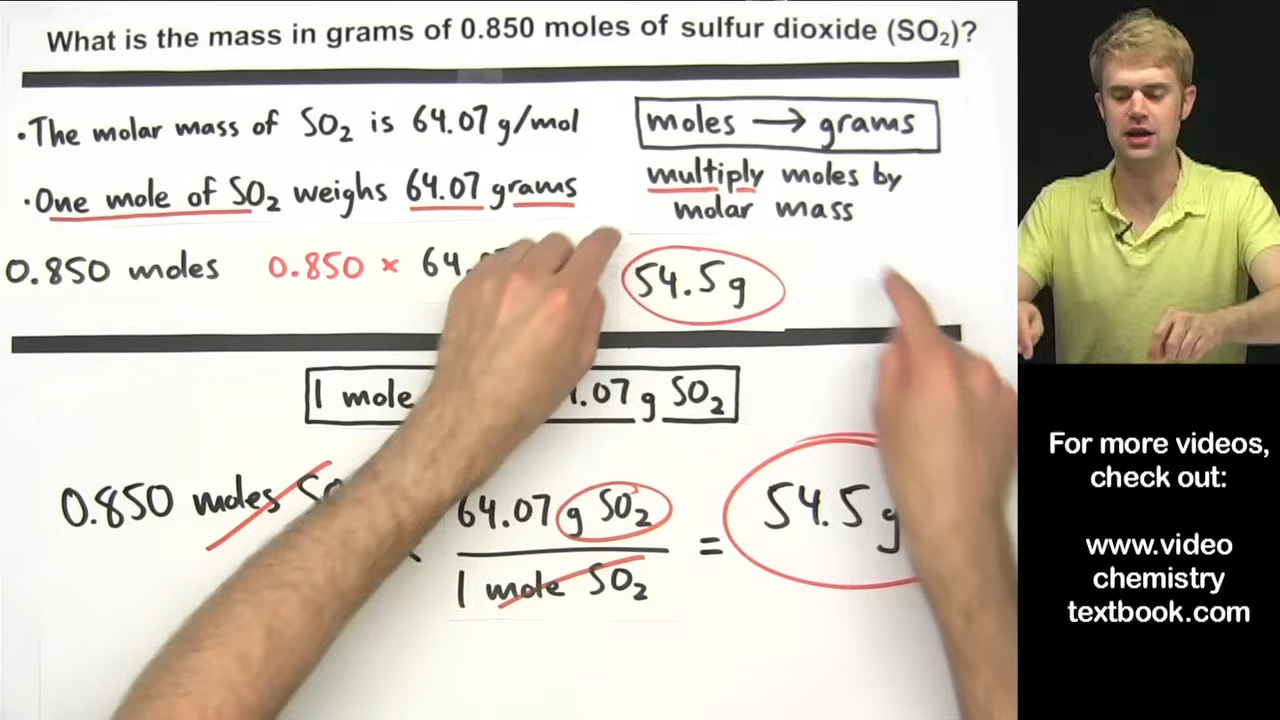 What is the mass in grams of 0.850 moles of sulfur dioxide (SO₂)?
•The molar mass of SO₂ is 64.07 g/mol
•One mole of SO₂ weighs 64.07 grams
moles → grams
multiply moles by
molar mass
0.850 moles 0.850 × 64. 54.5g
1 mole .07 g SO₂
0.850 moles
64.07 g SO₂
1 mole SO₂
= 54.5 g
For more videos,
check out:
www.video
chemistry
textbook.com